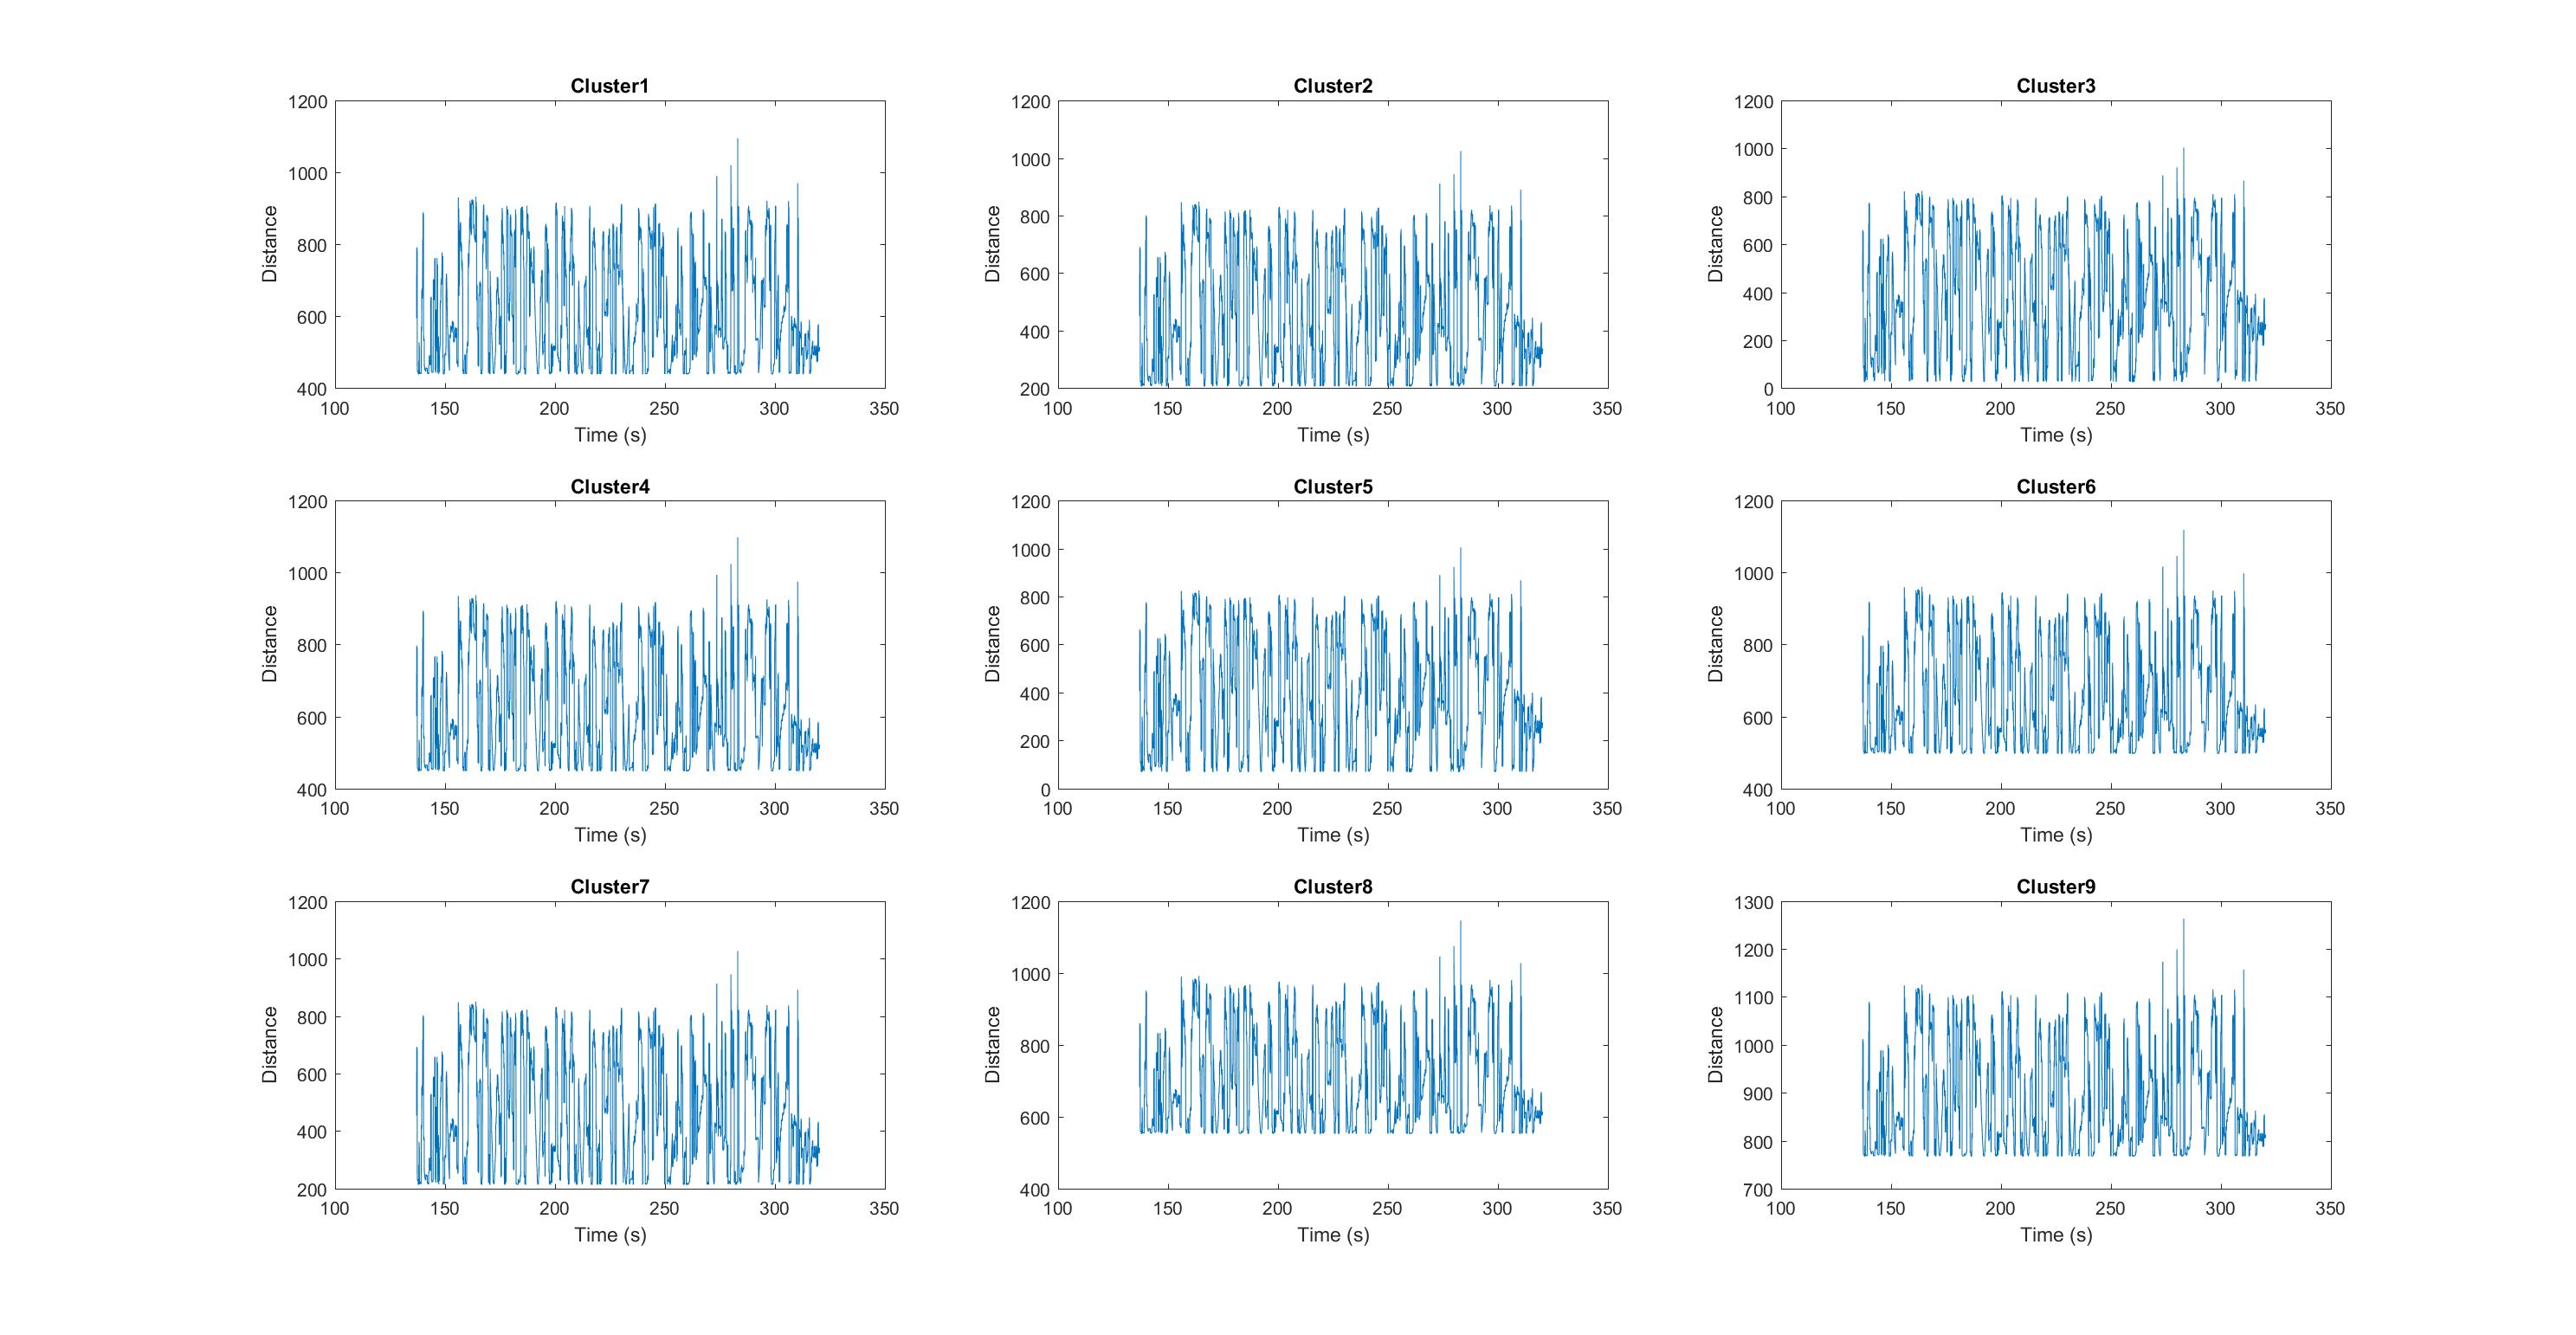 Cluster1 Cluster2 Cluster3
1200 1200 1200
1000 1000 1000
800 800 800
600 600 600
400 400 400
200 200
0
Distance Distance Distance
100 150 200 250 300 350 100 150 200 250 300 350 100 150 200 250 300 350
Time (s) Time (s) Time (s)
Cluster4 Cluster5 Cluster6
1200 1200 1200
1000 1000 1000
800 800 800
600 600 600
400 400 400
200
0
Distance Distance Distance
100 150 200 250 300 350 100 150 200 250 300 350 100 150 200 250 300 350
Time (s) Time (s) Time (s)
Cluster7 Cluster8 Cluster9
1200 1200 1300
1000 1000 1200
800 800 1100
600 600 1000
400 400 900
200 800
700
Distance Distance Distance
100 150 200 250 300 350 100 150 200 250 300 350 100 150 200 250 300 350
Time (s) Time (s) Time (s)